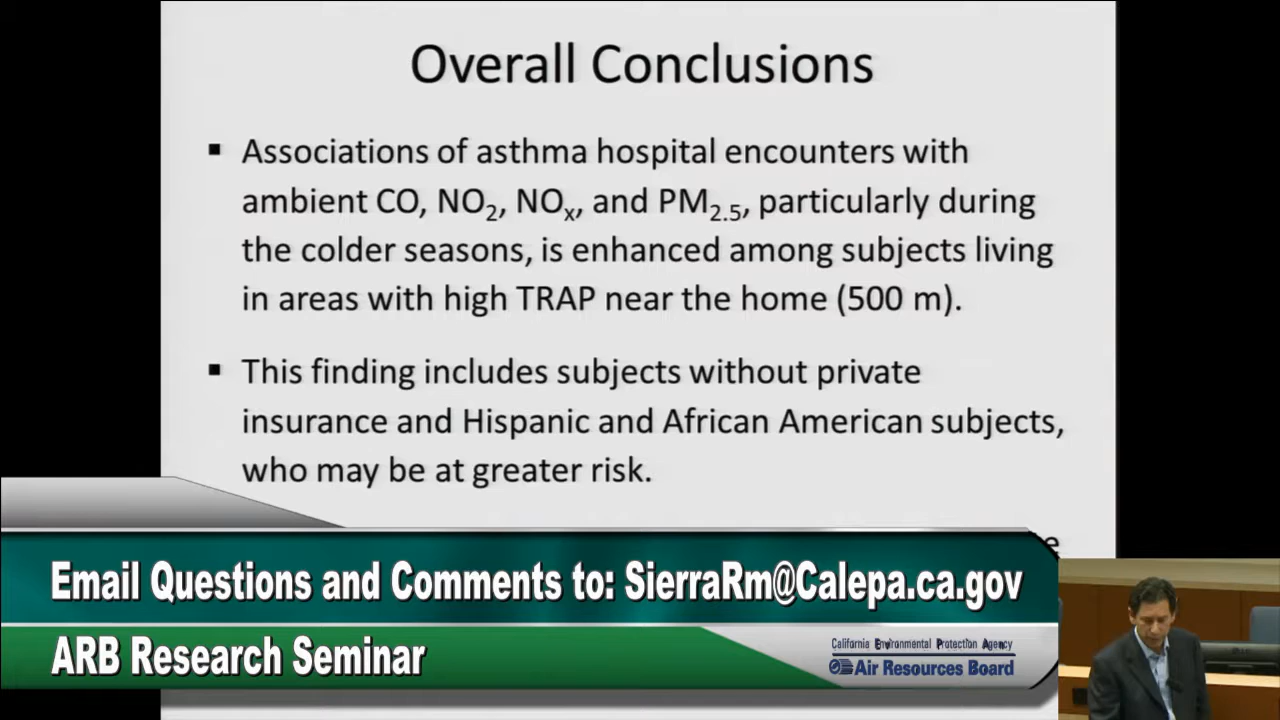 Overall Conclusions
▪ Associations of asthma hospital encounters with
ambient CO, NO₂, NOₓ, and PM₂.₅, particularly during
the colder seasons, is enhanced among subjects living
in areas with high TRAP near the home (500 m).
▪ This finding includes subjects without private
insurance and Hispanic and African American subjects,
who may be at greater risk.
Email Questions and Comments to: SierraRm@Calepa.ca.gov
ARB Research Seminar
California Environmental Protection Agency
Air Resources Board